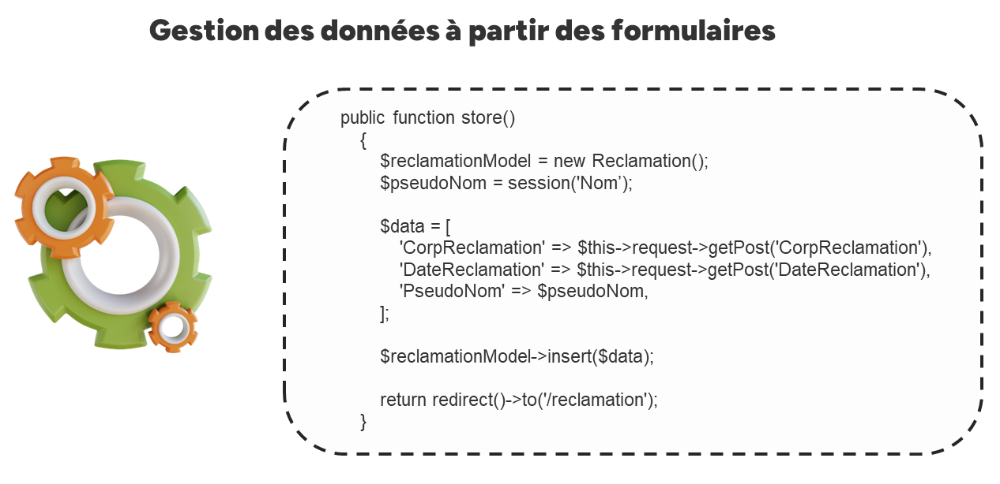 Gestion des données à partir des formulaires
public function store()
{
$reclamationModel = new Reclamation();
$pseudoNom = session('Nom’);
$data = [
'CorpReclamation' => $this->request->getPost('CorpReclamation'),
'DateReclamation' => $this->request->getPost('DateReclamation'),
'PseudoNom' => $pseudoNom,
];
$reclamationModel->insert($data);
return redirect()->to('/reclamation');
}